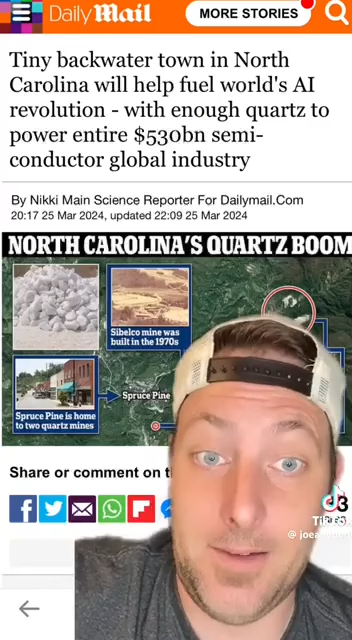 Daily Mail
MORE STORIES
Tiny backwater town in North
Carolina will help fuel world's AI
revolution - with enough quartz to
power entire $530bn semi-
conductor global industry
By Nikki Main Science Reporter For Dailymail.Com
20:17 25 Mar 2024, updated 22:09 25 Mar 2024
NORTH CAROLINA'S QUARTZ BOOM
Sibelco mine was
built in the 1970s
Spruce Pine
Spruce Pine is home
to two quartz mines
Share or comment on